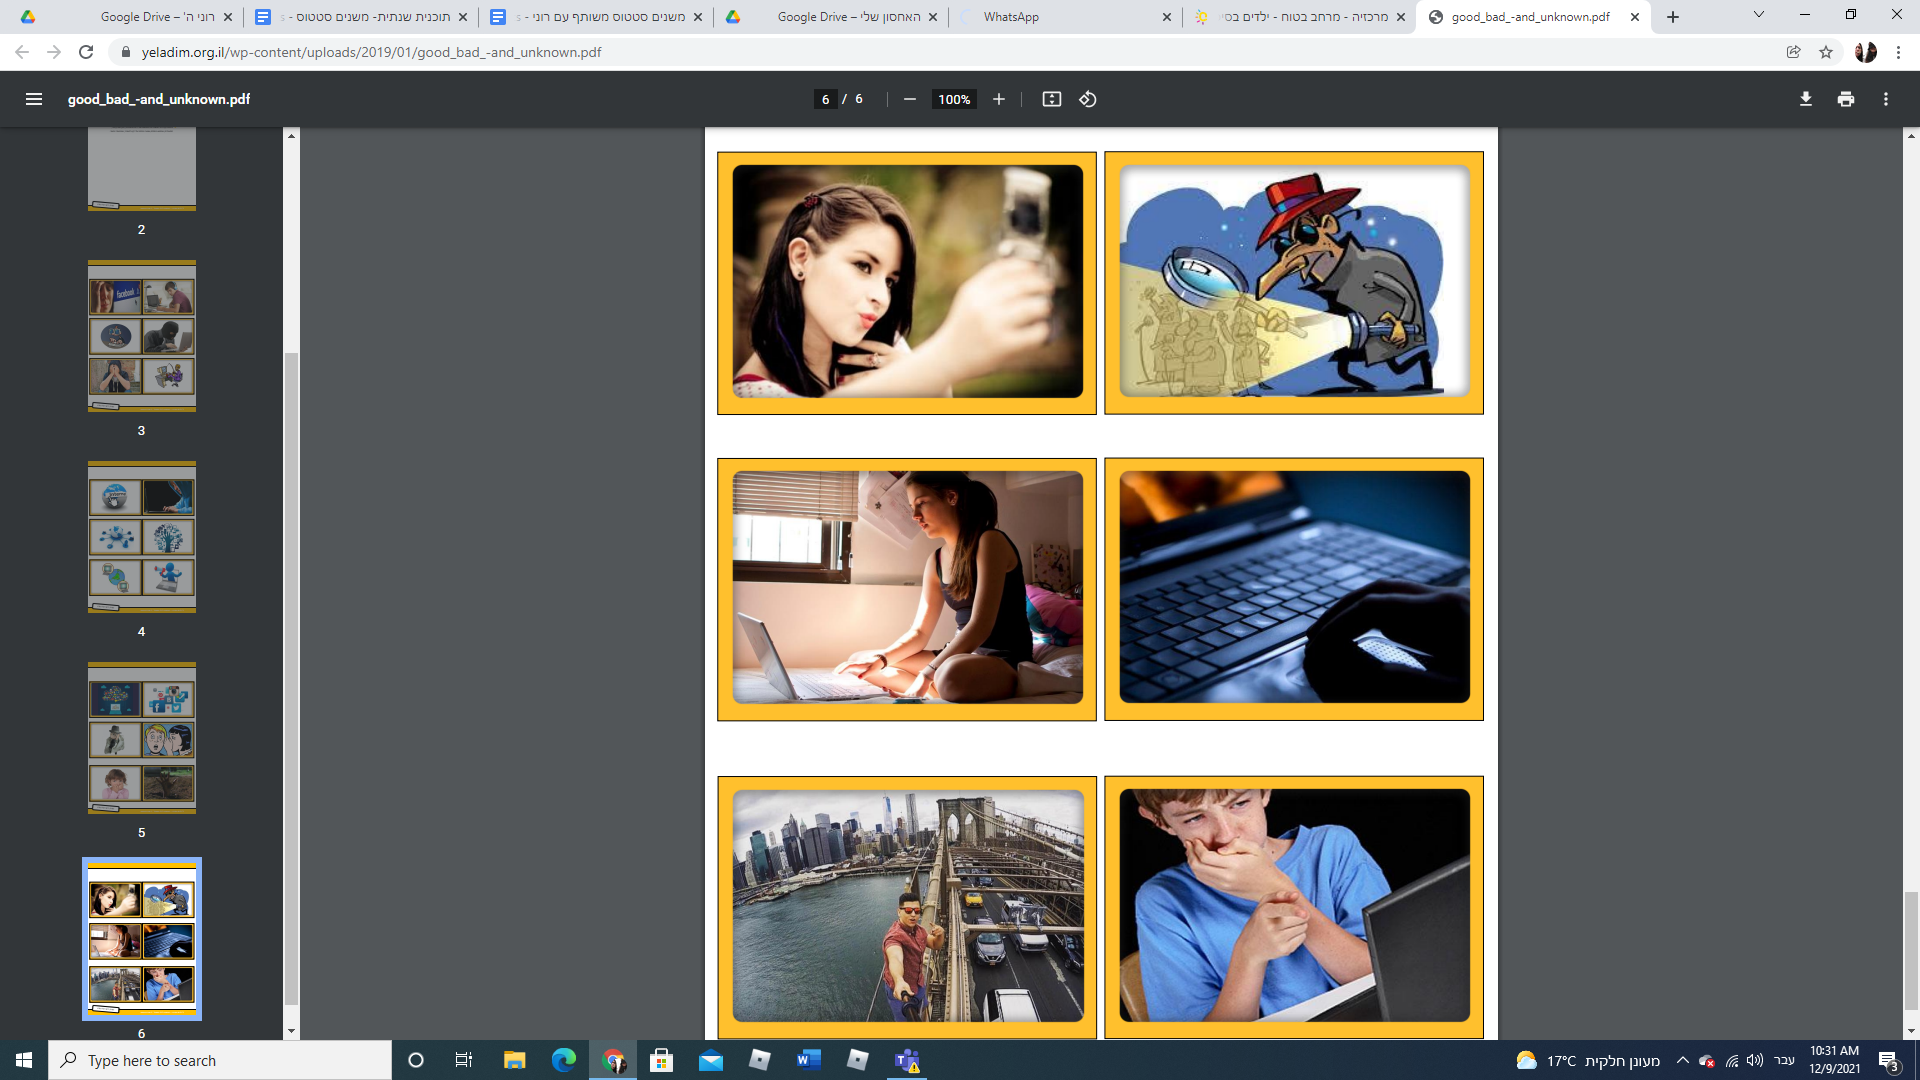 רוני ה' – Google Drive
תוכנית שנתית- משנים סטטוס - s
משנים סטטוס משותף עם רוני - s
האחסון שלי – Google Drive
WhatsApp
מרכזיה - מרחב בטוח - ילדים בסי
good_bad_-and_unknown.pdf
yeladim.org.il/wp-content/uploads/2019/01/good_bad_-and_unknown.pdf
good_bad_-and_unknown.pdf
6 / 6
100%
2
3
4
5
6
Type here to search
17°C מעונן חלקית
עבר
10:31 AM
12/9/2021
3